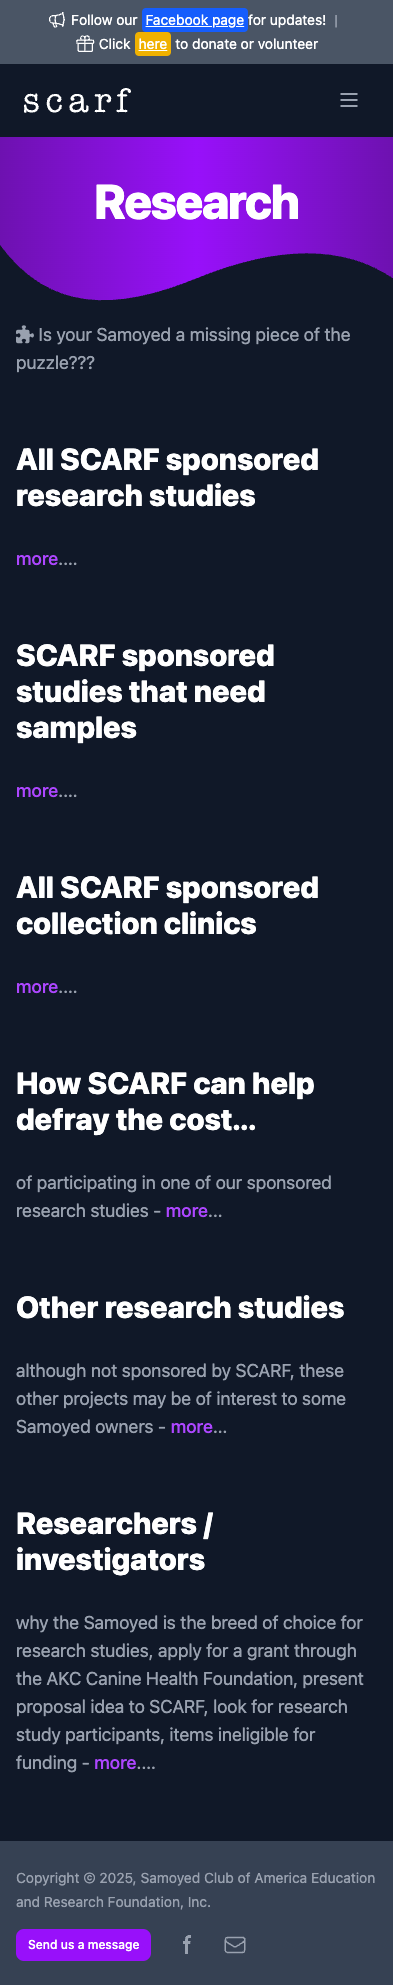 Follow our Facebook page for updates! |
Click here to donate or volunteer
scarf
Research
Is your Samoyed a missing piece of the
puzzle???
All SCARF sponsored
research studies
more....
SCARF sponsored
studies that need
samples
more....
All SCARF sponsored
collection clinics
more....
How SCARF can help
defray the cost...
of participating in one of our sponsored
research studies - more...
Other research studies
although not sponsored by SCARF, these
other projects may be of interest to some
Samoyed owners - more...
Researchers /
investigators
why the Samoyed is the breed of choice for
research studies, apply for a grant through
the AKC Canine Health Foundation, present
proposal idea to SCARF, look for research
study participants, items ineligible for
funding - more....
Copyright © 2025, Samoyed Club of America Education
and Research Foundation, Inc.
Send us a message